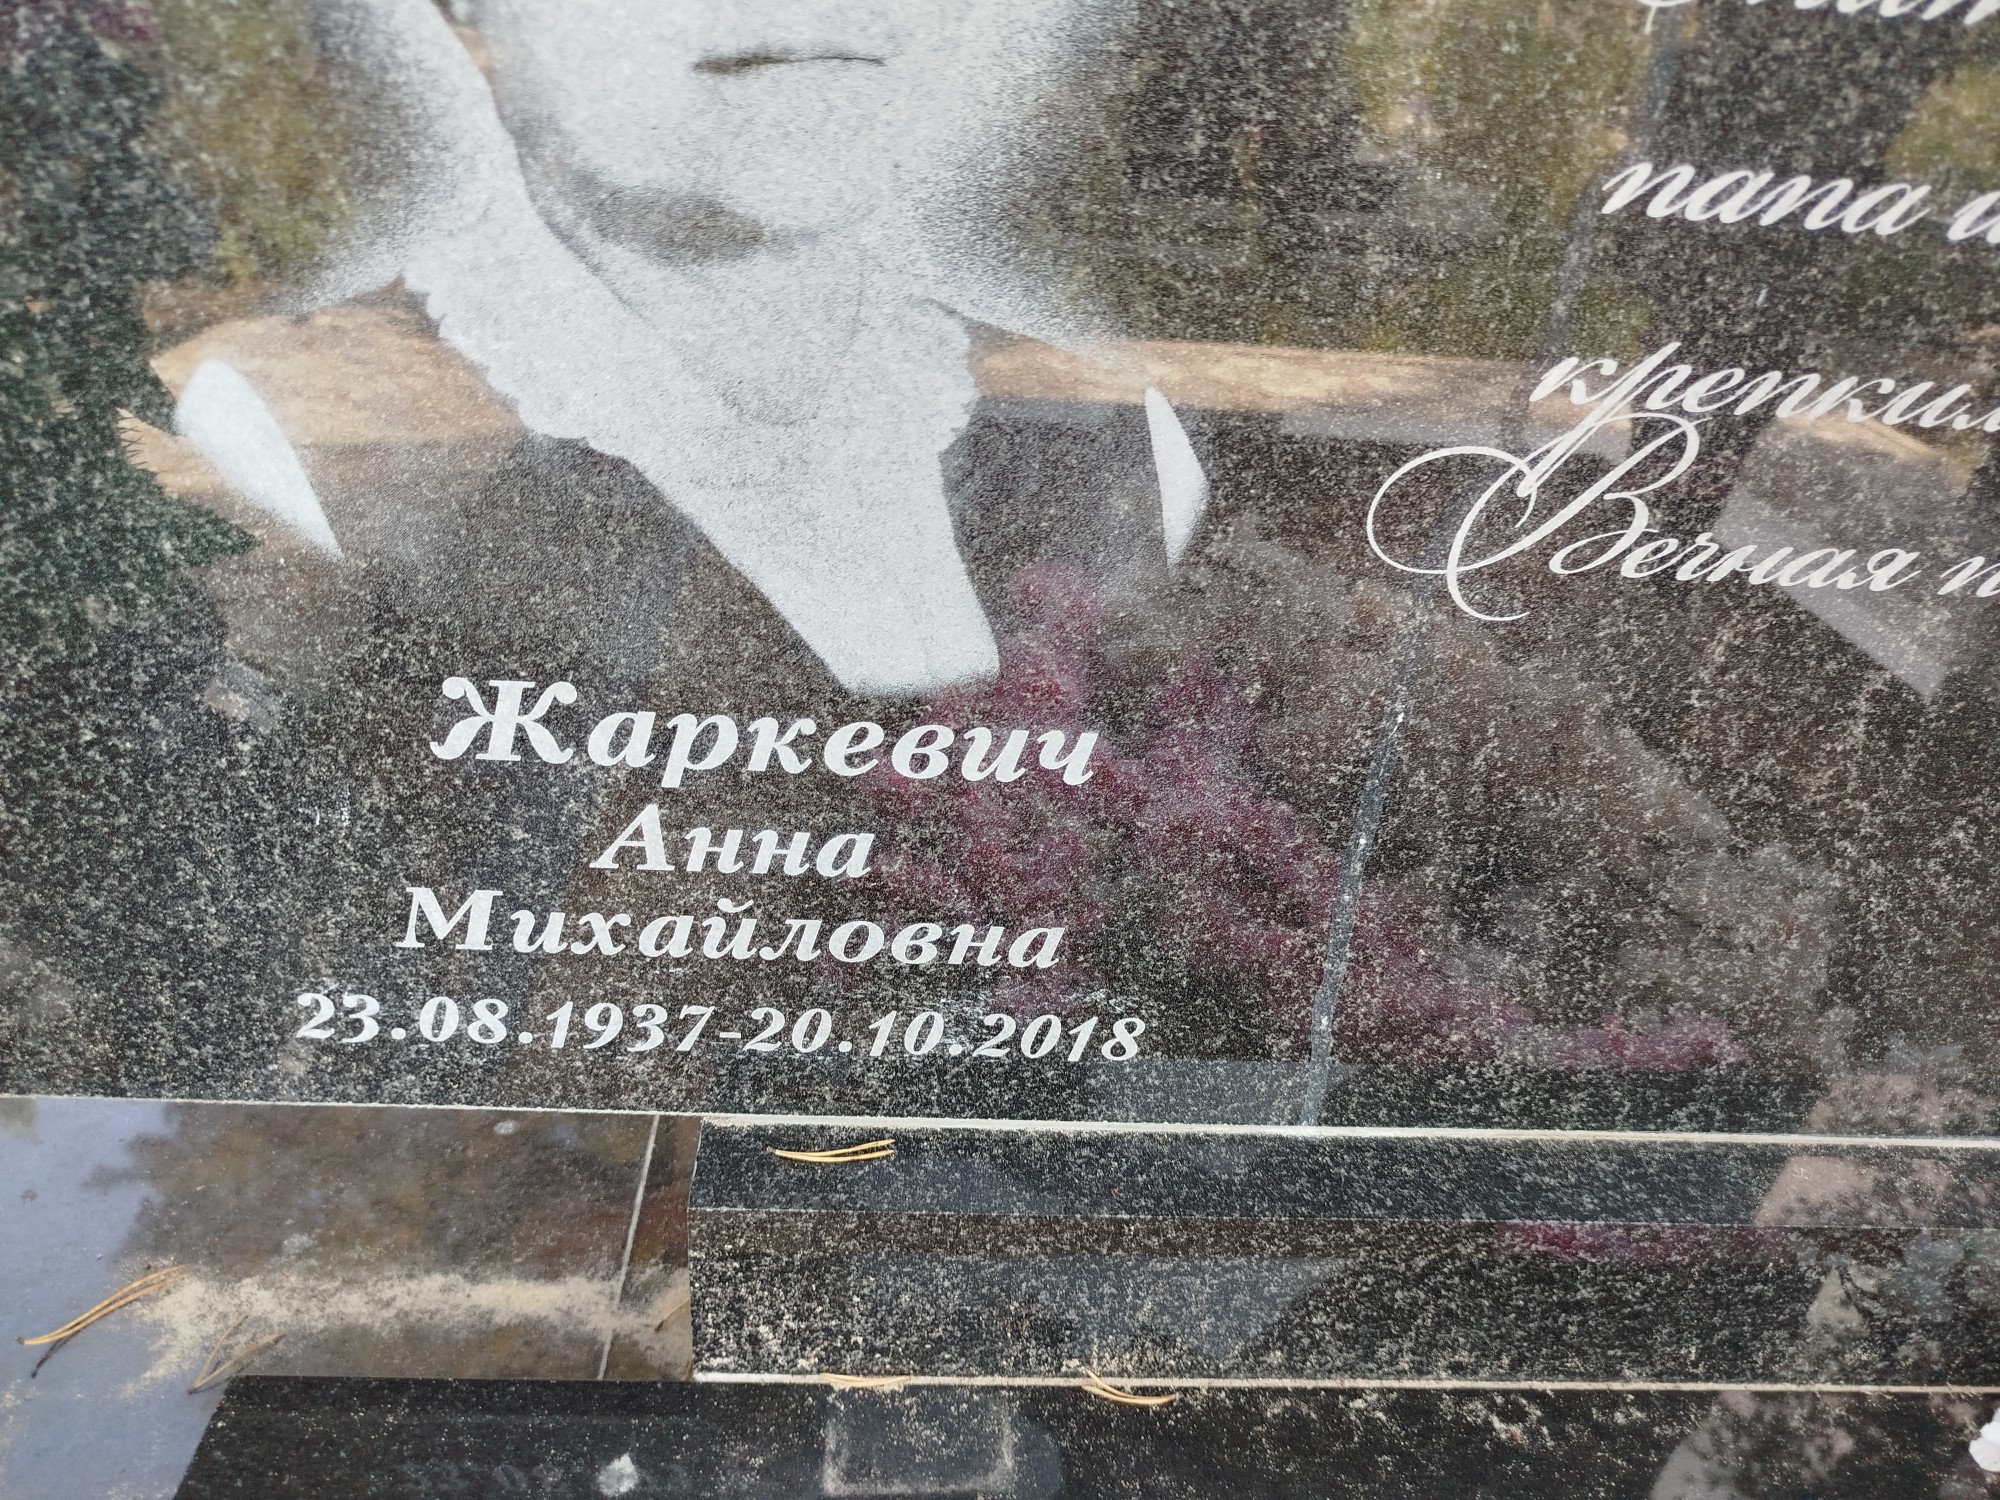 папа
Вечная
Жаркевич
Анна
Михайловна
23.08.1937-20.10.2018